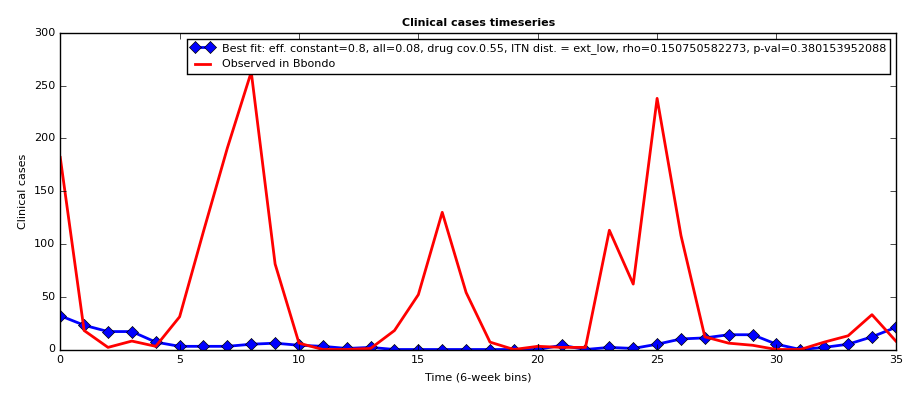 Clinical cases timeseries
Best fit: eff. constant=0.8, all=0.08, drug cov.0.55, ITN dist. = ext_low, rho=0.150750582273, p-val=0.380153952088
Observed in Bbondo
300
250
200
150
100
50
0
Clinical cases
0 5 10 15 20 25 30 35
Time (6-week bins)